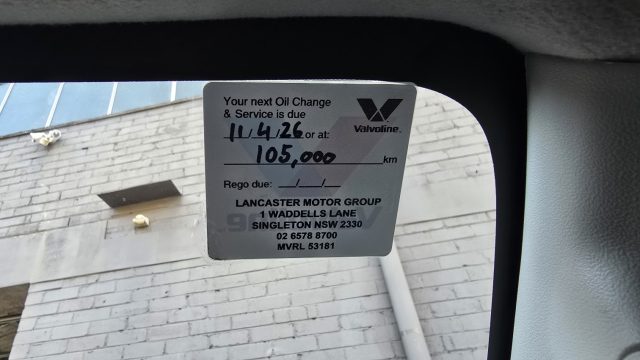 Your next Oil Change
& Service is due
11/4/26 or at:
105,000 km
Rego due: __/__/__
Valvoline.
LANCASTER MOTOR GROUP
1 WADDELLS LANE
SINGLETON NSW 2330
02 6578 8700
MVRL 53181